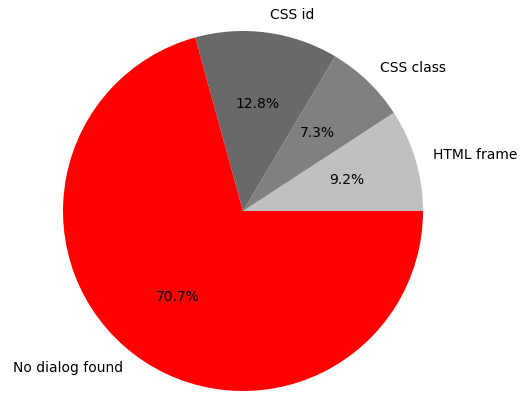 CSS id
CSS class
12.8%
7.3%
HTML frame
9.2%
70.7%
No dialog found